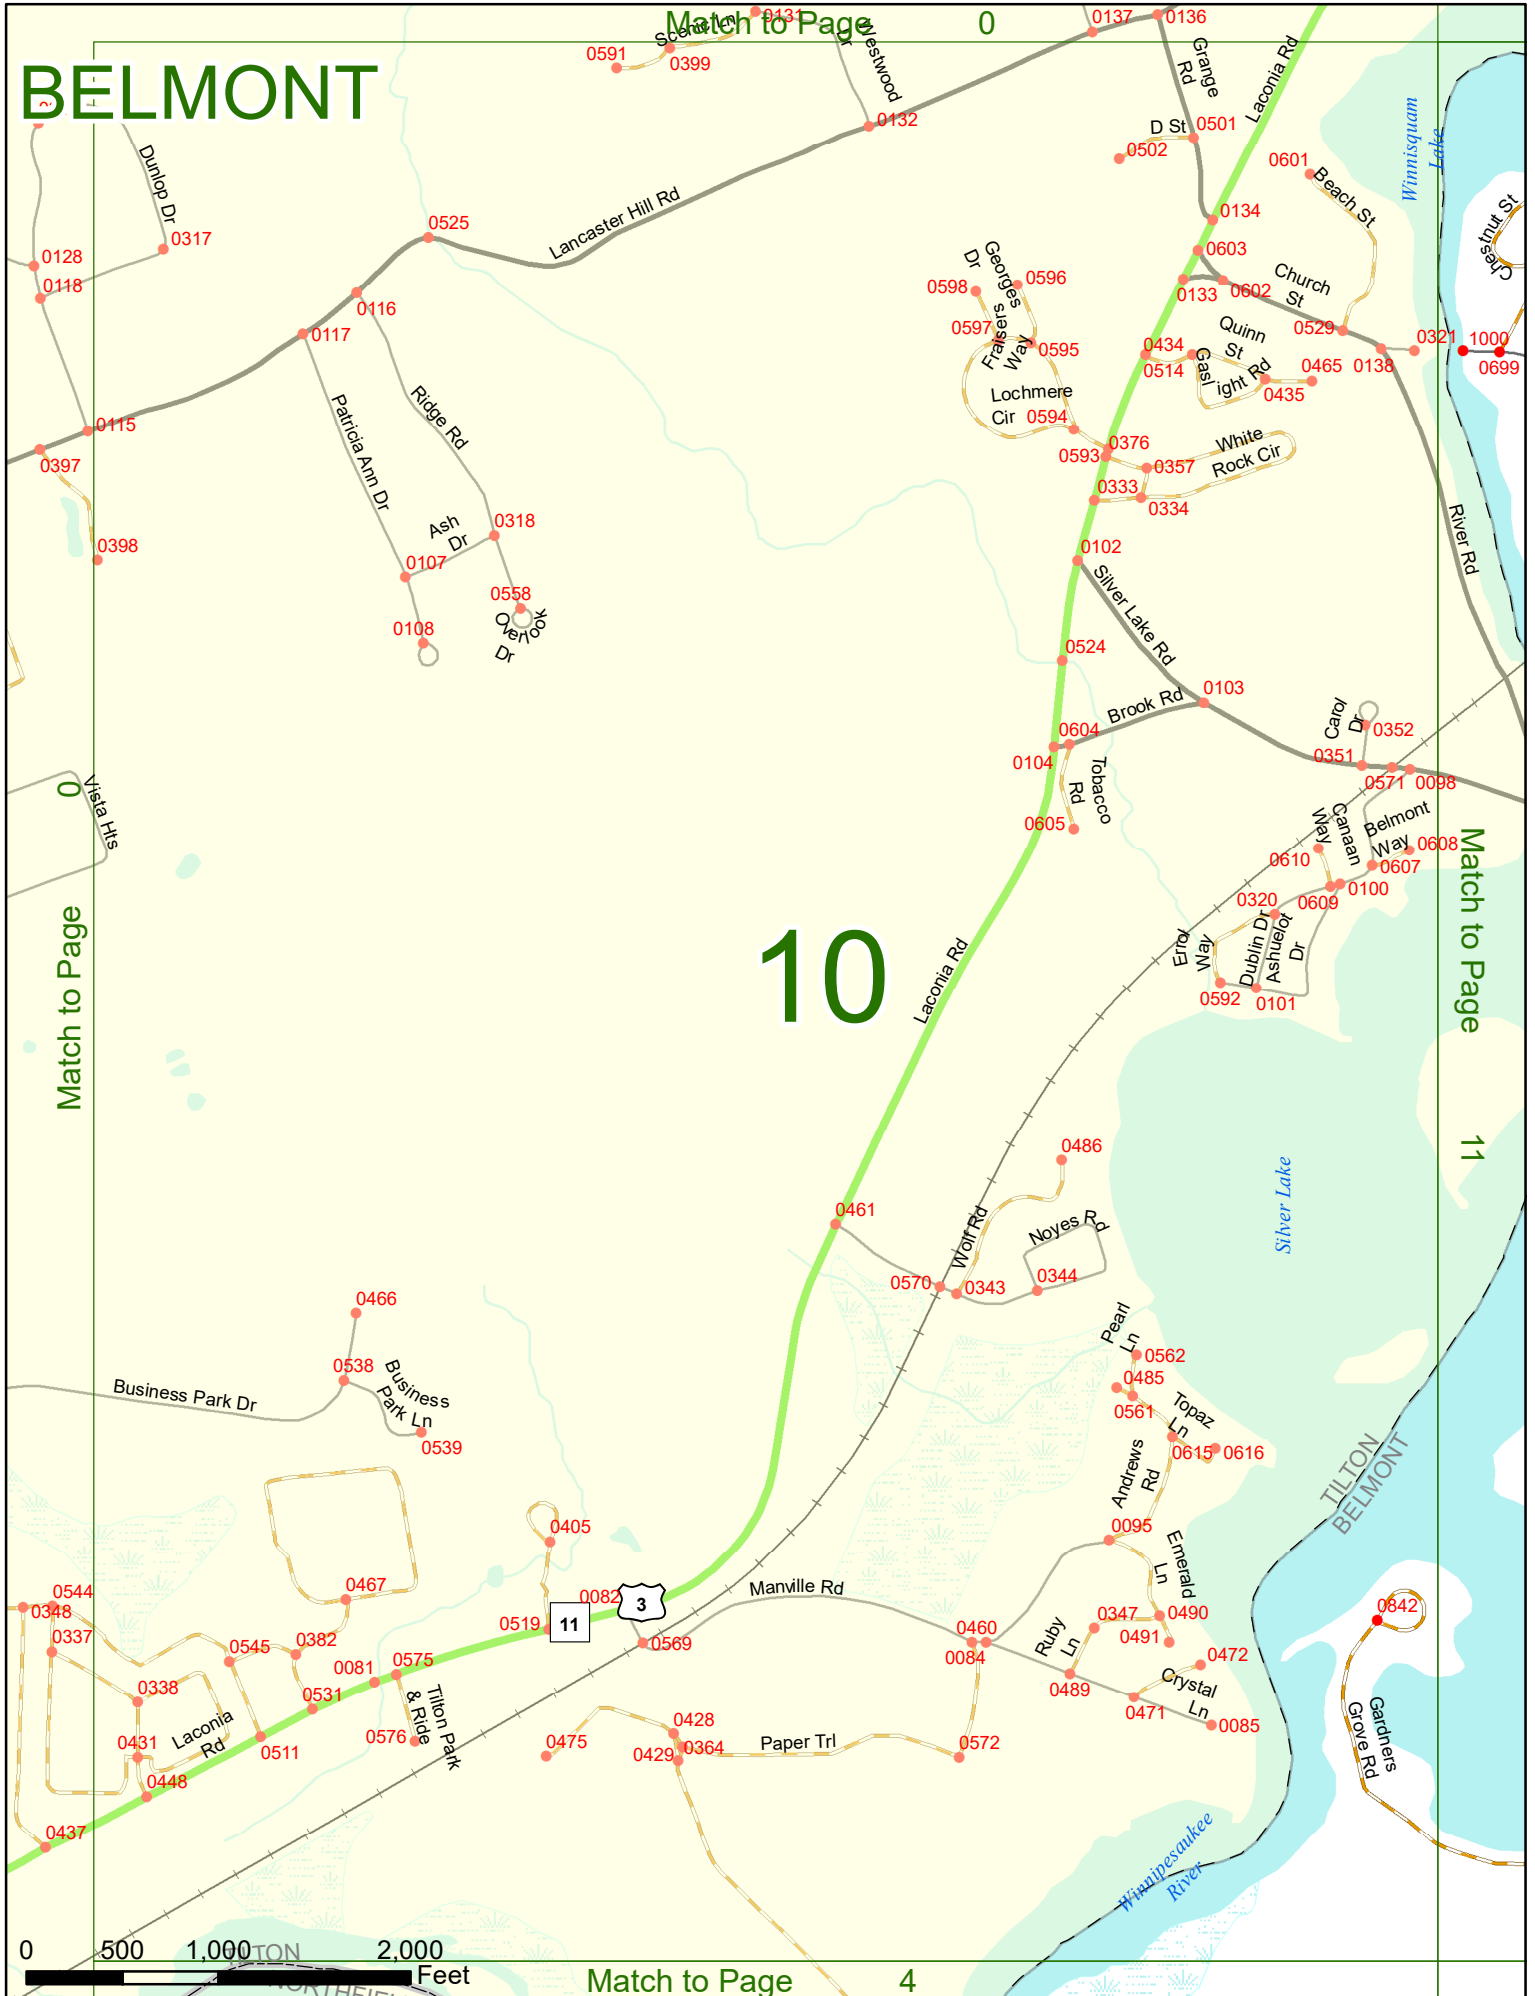 Match to Page 0
BELMONT
Scenic Ln
0131
0591
0399
Westwood
Dr
0137
0136
Grange
Rd
Laconia Rd
0132
D St
0501
0502
0601
Beach St
Winnisquam
Lake
Chestnut St
Dunlop Dr
0317
0525
Lancaster Hill Rd
0134
0128
0118
0603
0598
Georges
Dr
0596
0133
0602
Church
St
0116
0117
0597
Fraisers
Way
0595
0434
0514
Quinn
St
0529
0321
1000
0699
0138
Gasl
ight Rd
0465
0435
Lochmere
Cir
0594
Patricia Ann Dr
Ridge Rd
0115
0397
0376
0593
White
Rock Cir
0357
0333
0334
0398
Ash
Dr
0318
0107
0102
River Rd
0558
Overlook
Dr
0108
Silver Lake Rd
0524
0103
Brook Rd
0604
0104
Carol
Dr
0352
0351
0571
0098
Tobacco
Rd
0605
Vista Hts
0
Match to Page
Canaan
Way
Belmont
Way
0608
0610
0607
0609
0100
0320
Errol
Way
Dublin Dr
Ashuelot
Dr
0592
0101
Match to Page
11
10
Laconia Rd
0486
Silver Lake
0461
Wolf Rd
Noyes Rd
0570
0343
0344
0466
0538
Business
Park Ln
Business Park Dr
0539
Pearl
Ln
0562
0485
0561
Topaz
Ln
0615
0616
Andrews
Rd
TILTON
BELMONT
0405
0095
Emerald
Ln
0467
0082
3
11
0519
Manville Rd
0544
0348
0337
0569
0460
0084
Ruby
Ln
0347
0490
0491
0842
0545
0382
0081
0575
0472
0489
Crystal
Ln
0471
0338
0531
Laconia
Rd
0431
0511
Tilton Park
& Ride
0576
0475
0428
0364
0429
Paper Trl
0572
0085
Gardners
Grove Rd
0448
0437
Winnipesaukee
River
0 500 1,000 2,000
Feet
TILTON
Match to Page 4